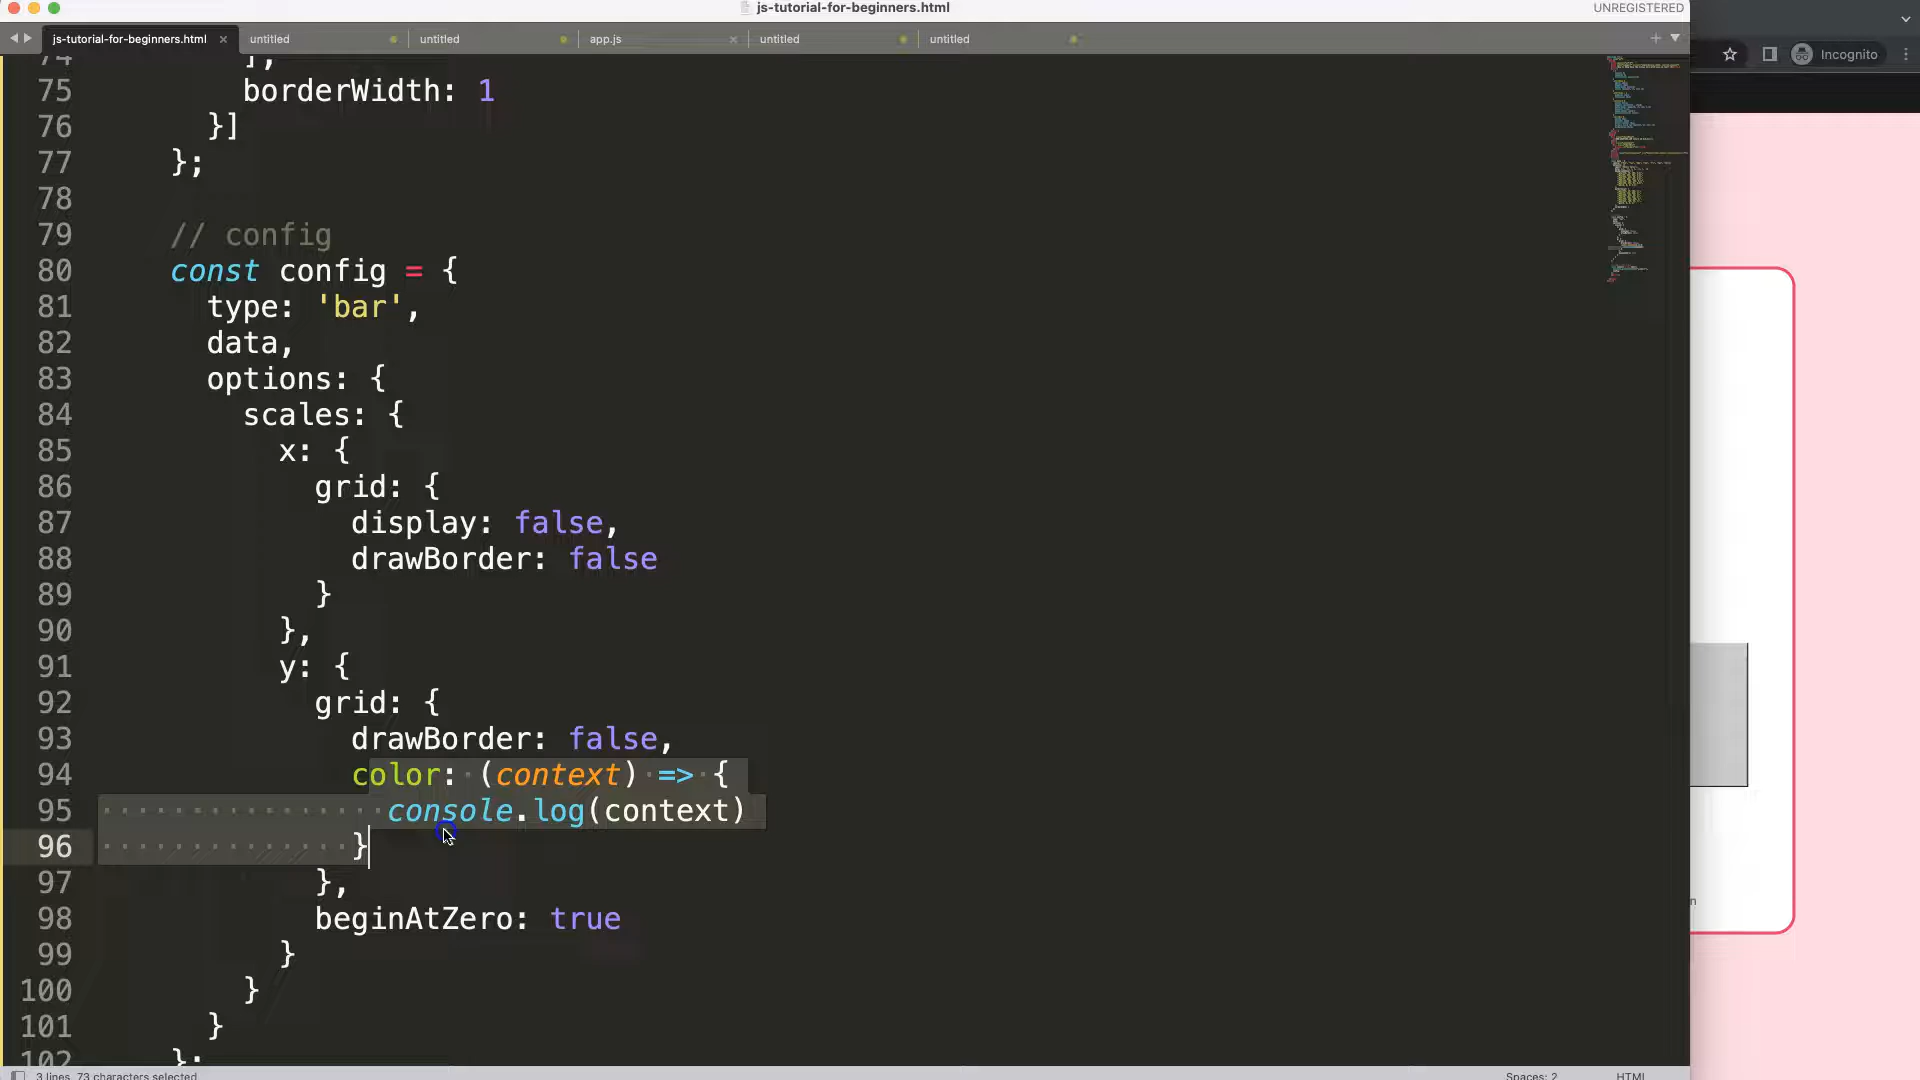 js-tutorial-for-beginners.html
UNREGISTERED
js-tutorial-for-beginners.html × untitled untitled app.js × untitled untitled +
Incognito
74 ],
75 borderWidth: 1
76 }]
77 };
78
79 // config
80 const config = {
81 type: 'bar',
82 data,
83 options: {
84 scales: {
85 x: {
86 grid: {
87 display: false,
88 drawBorder: false
89 }
90 },
91 y: {
92 grid: {
93 drawBorder: false,
94 color: (context) => {
95 console.log(context)
96 }
97 },
98 beginAtZero: true
99 }
100 }
101 }
102 };
n
3 lines, 73 characters selected
Spaces: 2
HTML